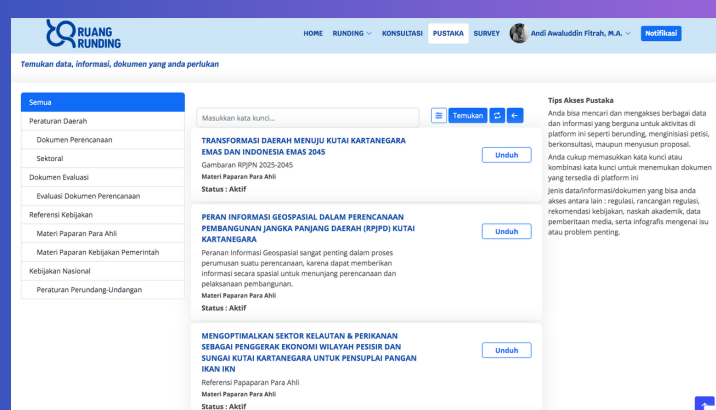 RUANG
RUNDING
HOME RUNDING KONSULTASI PUSTAKA SURVEY Andi Awaluddin Fitrah, M.A. Notifikasi
Temukan data, informasi, dokumen yang anda perlukan
Semua
Peraturan Daerah
Dokumen Perencanaan
Sektoral
Dokumen Evaluasi
Evaluasi Dokumen Perencanaan
Referensi Kebijakan
Materi Paparan Para Ahli
Materi Paparan Kebijakan Pemerintah
Kebijakan Nasional
Peraturan Perundang-Undangan
Masukkan kata kunci...
Temukan
TRANSFORMASI DAERAH MENUJU KUTAI KARTANEGARA
EMAS DAN INDONESIA EMAS 2045
Gambaran RPJPN 2025-2045
Materi Paparan Para Ahli
Status : Aktif
Unduh
PERAN INFORMASI GEOSPASIAL DALAM PERENCANAAN
PEMBANGUNAN JANGKA PANJANG DAERAH (RPJPD) KUTAI
KARTANEGARA
Peranan Informasi Geospasial sangat penting dalam proses
perumusan suatu perencanaan, karena dapat memberikan
informasi secara spasial untuk menunjang perencanaan dan
pelaksanaan pembangunan.
Materi Paparan Para Ahli
Status : Aktif
Unduh
MENGOPTIMALKAN SEKTOR KELAUTAN & PERIKANAN
SEBAGAI PENGGERAK EKONOMI WILAYAH PESISIR DAN
SUNGAI KUTAI KARTANEGARA UNTUK PENSUPLAI PANGAN
IKAN IKN
Referensi Papaparan Para Ahli
Materi Paparan Para Ahli
Status : Aktif
Unduh
Tips Akses Pustaka
Anda bisa mencari dan mengakses berbagai data
dan informasi yang berguna untuk aktivitas di
platform ini seperti berunding, menginisiasi petisi,
berkonsultasi, maupun menyusun proposal.
Anda cukup memasukkan kata kunci atau
kombinasi kata kunci untuk menemukan dokumen
yang tersedia di platform ini
Jenis data/informasi/dokumen yang bisa anda
akses antara lain : regulasi, rancangan regulasi,
rekomendasi kebijakan, naskah akademik, data
pemberitaan media, serta infografis mengenai isu
atau problem penting.